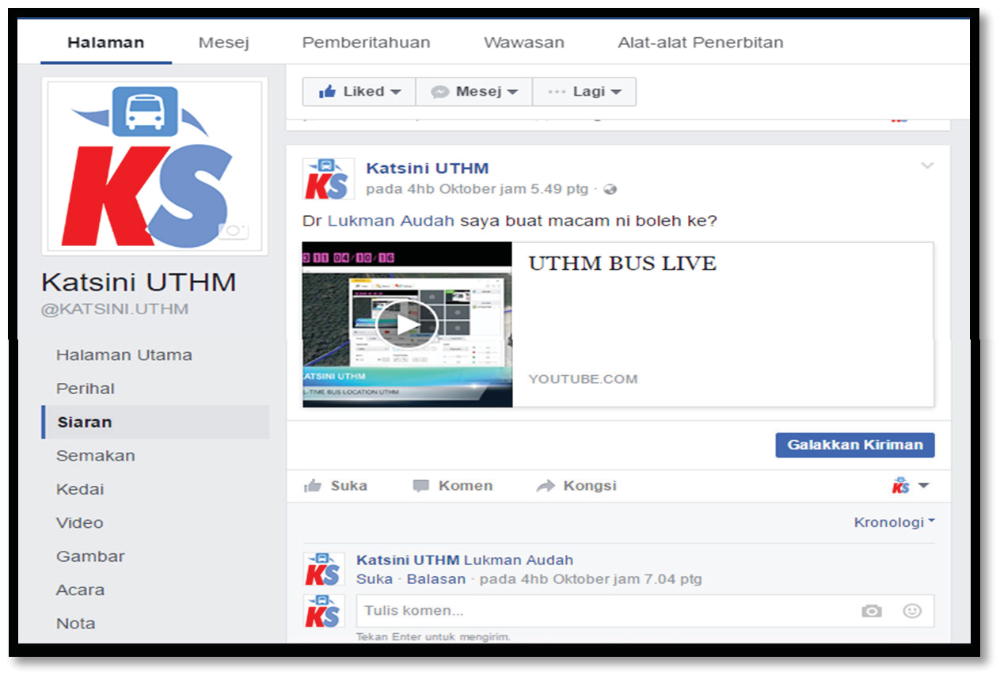 Halaman Mesej Pemberitahuan Wawasan Alat-alat Penerbitan
Liked Mesej Lagi
KS
Katsini UTHM
@KATSINI.UTHM
Halaman Utama
Perihal
Siaran
Semakan
Kedai
Video
Gambar
Acara
Nota
KS
Katsini UTHM
pada 4hb Oktober jam 5.49 ptg ·
Dr Lukman Audah saya buat macam ni boleh ke?
3 11 04/10/16
ATSINI UTHM
L-TIME BUS LOCATION UTHM
UTHM BUS LIVE
YOUTUBE.COM
Galakkan Kiriman
Suka Komen Kongsi KS
Kronologi
KS
Katsini UTHM Lukman Audah
Suka · Balasan · pada 4hb Oktober jam 7.04 ptg
KS
Tulis komen...
Tekan Enter untuk mengirim.